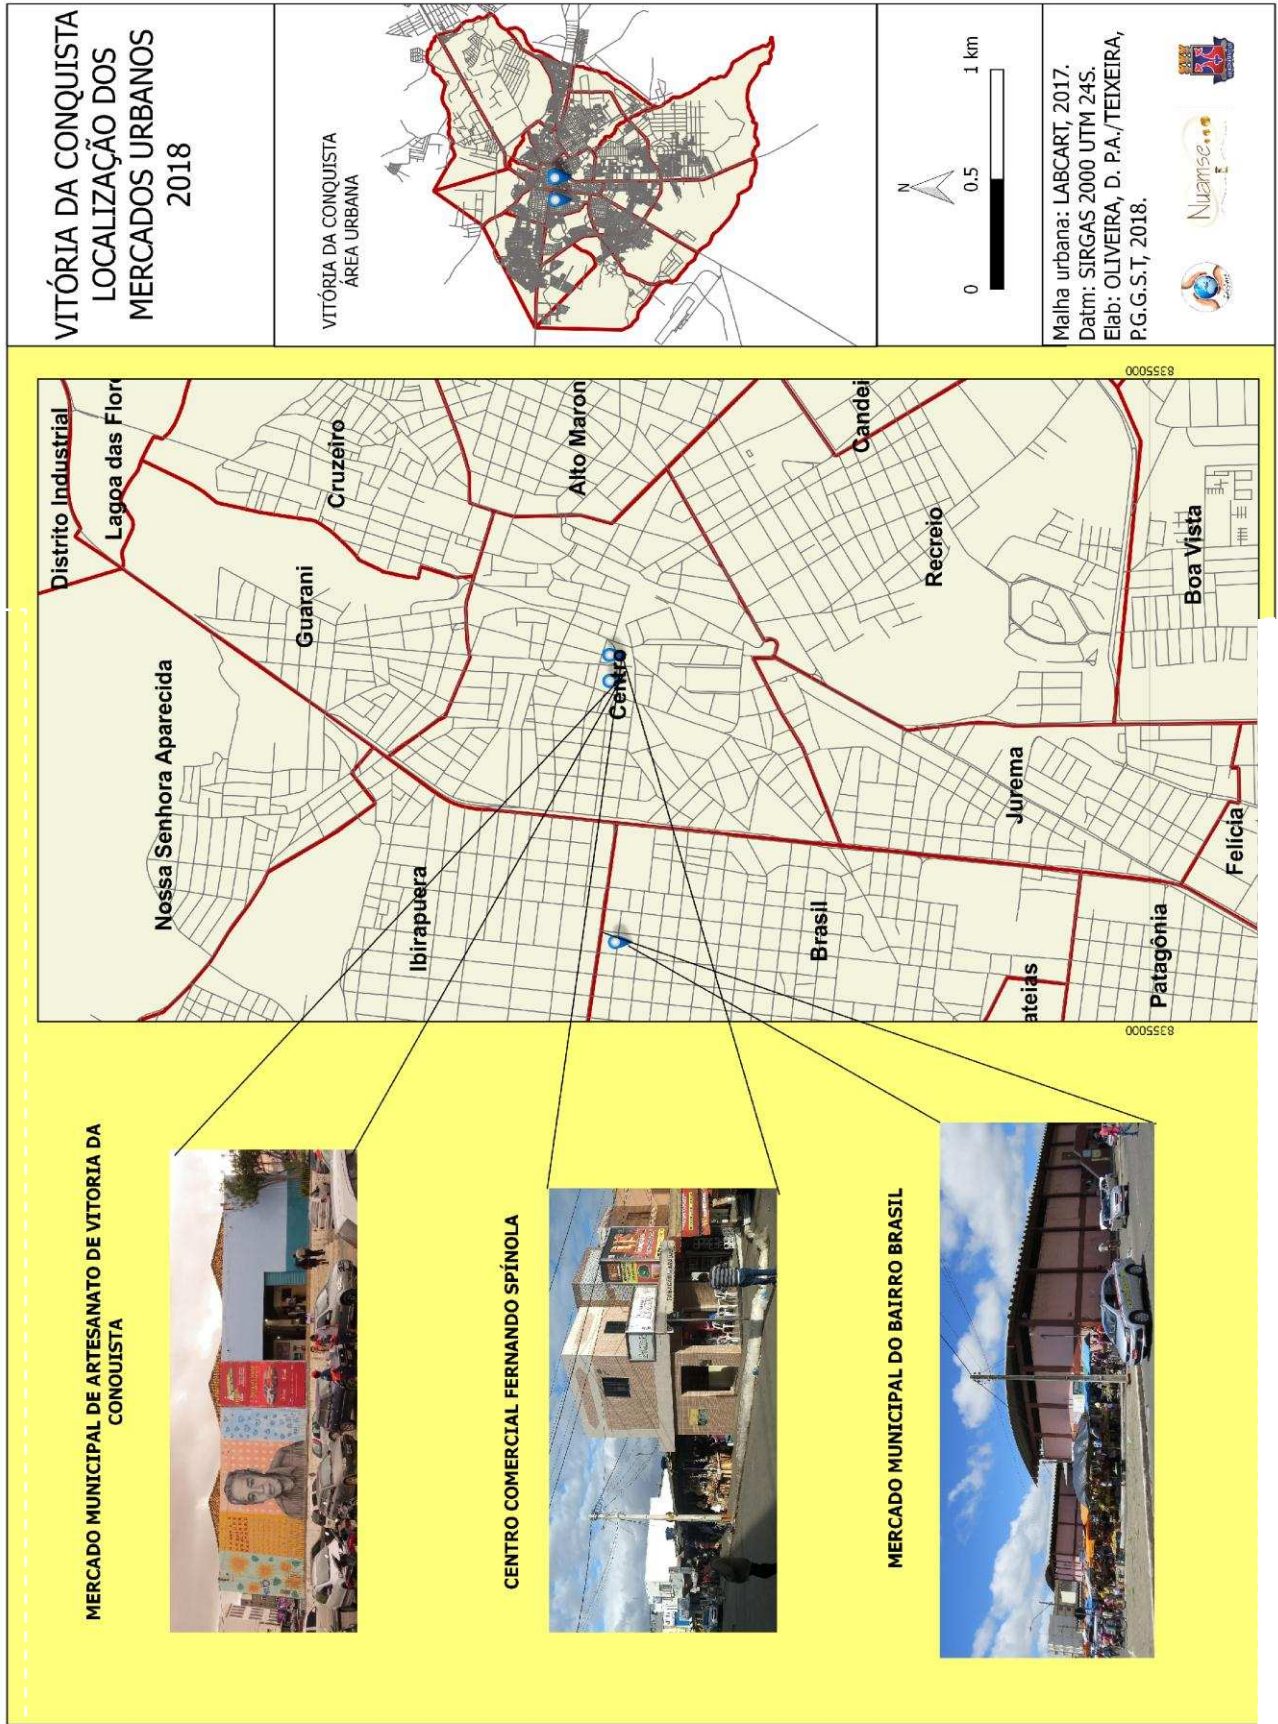 VITÓRIA DA CONQUISTA
LOCALIZAÇÃO DOS
MERCADOS URBANOS
2018
VITÓRIA DA CONQUISTA
ÁREA URBANA
N
0 0.5 1 km
Malha urbana: LABCART, 2017.
Datm: SIRGAS 2000 UTM 24S.
Elab: OLIVEIRA, D. P.A./TEIXEIRA,
P.G.G.S.T, 2018.
Nuamse...
Distrito Industrial
Lagoa das Flore
Nossa Senhora Aparecida
Guarani
Cruzeiro
Ibirapuera
Alto Maron
Centro
Brasil
Recreio
Candei
Jurema
ateias
Patagônia
Felícia
Boa Vista
8355000
8355000
MERCADO MUNICIPAL DE ARTESANATO DE VITORIA DA
CONOUISTA
CENTRO COMERCIAL FERNANDO SPÍNOLA
MERCADO MUNICIPAL DO BAIRRO BRASIL